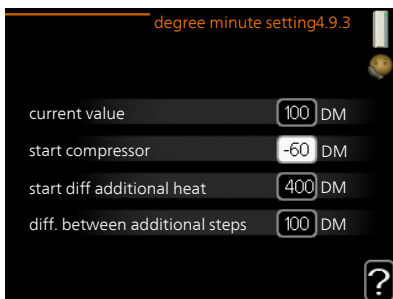 degree minute setting4.9.3
current value 100 DM
start compressor -60 DM
start diff additional heat 400 DM
diff. between additional steps 100 DM
?